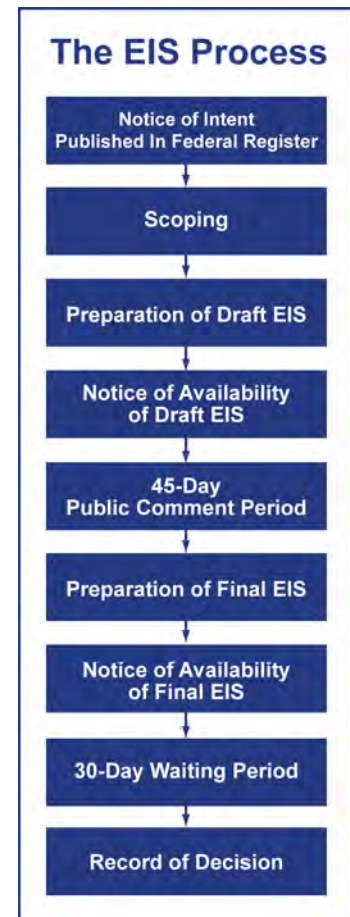 The EIS Process
Notice of Intent
Published In Federal Register
Scoping
Preparation of Draft EIS
Notice of Availability
of Draft EIS
45-Day
Public Comment Period
Preparation of Final EIS
Notice of Availability
of Final EIS
30-Day Waiting Period
Record of Decision